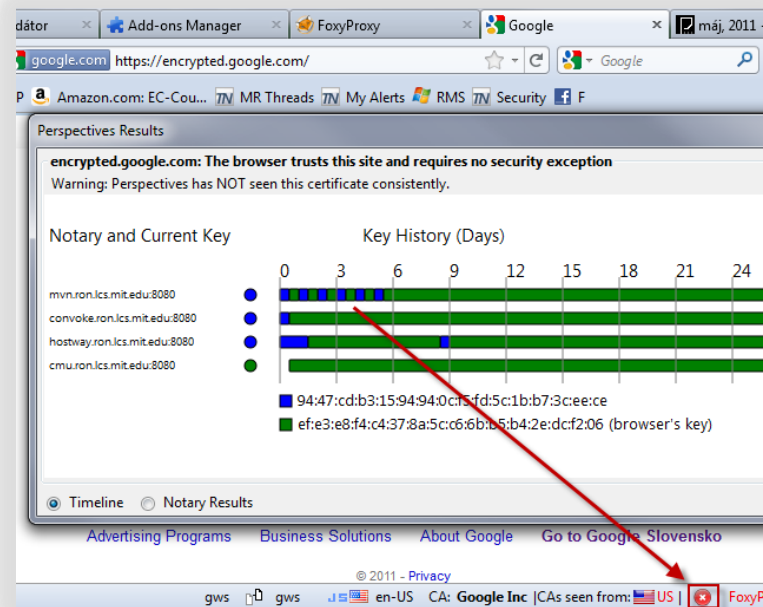 dátor
Add-ons Manager
FoxyProxy
Google
máj, 2011 -
google.com https://encrypted.google.com/
Google
P Amazon.com: EC-Cou... TN MR Threads TN My Alerts RMS TN Security F
Perspectives Results
encrypted.google.com: The browser trusts this site and requires no security exception
Warning: Perspectives has NOT seen this certificate consistently.
Notary and Current Key
Key History (Days)
0 3 6 9 12 15 18 21 24
mvn.ron.lcs.mit.edu:8080
convoke.ron.lcs.mit.edu:8080
hostway.ron.lcs.mit.edu:8080
cmu.ron.lcs.mit.edu:8080
94:47:cd:b3:15:94:94:0c:f5:fd:5c:1b:b7:3c:ee:ce
ef:e3:e8:f4:c4:37:8a:5c:c6:6b:b5:b4:2e:dc:f2:06 (browser's key)
Timeline Notary Results
Advertising Programs Business Solutions About Google Go to Google Slovensko
© 2011 - Privacy
gws gws JS en-US CA: Google Inc |CAs seen from: US | FoxyP